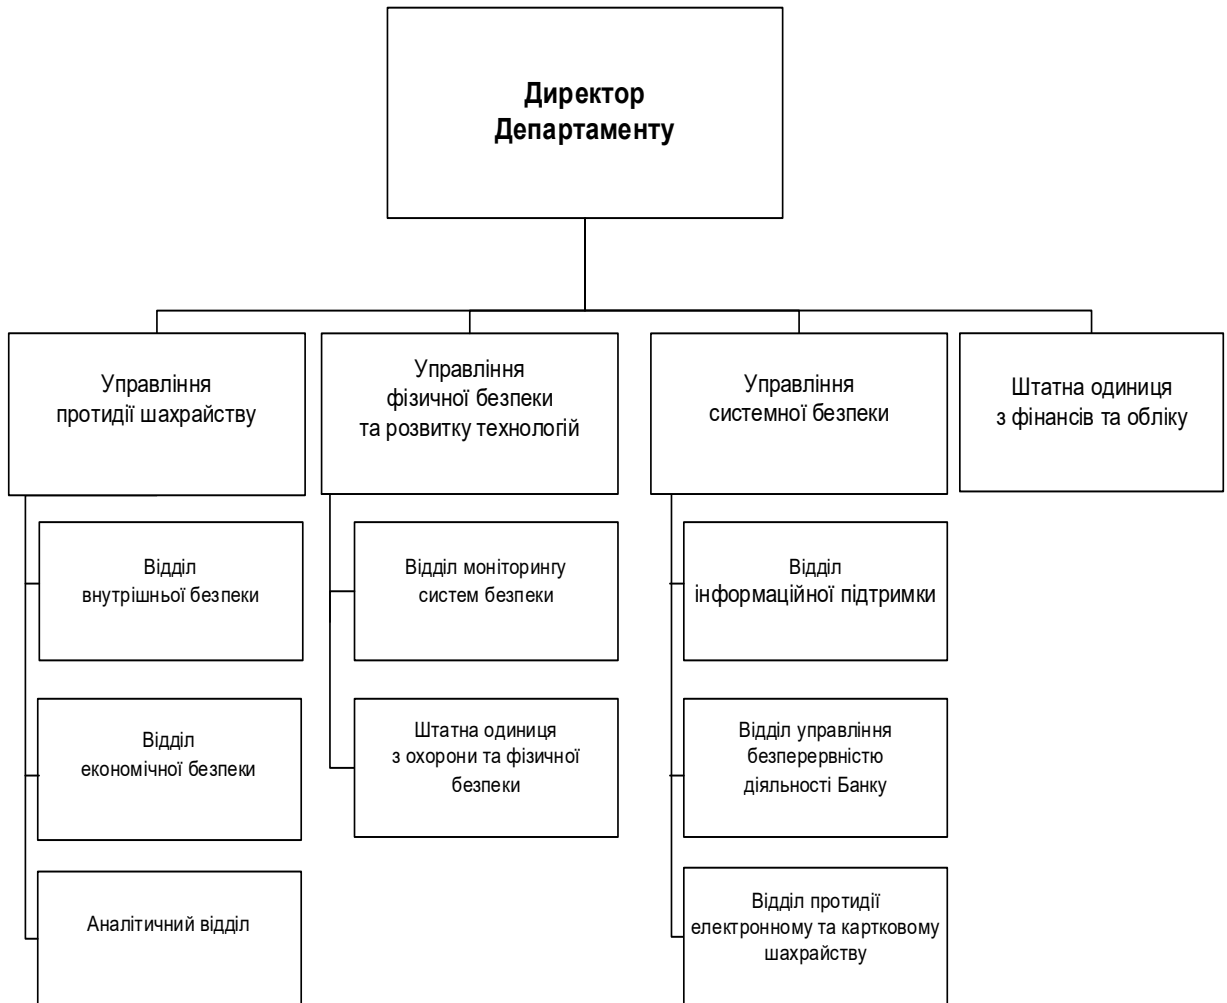 Директор
Департаменту
Управління
протидії шахрайству
Управління
фізичної безпеки
та розвитку технологій
Управління
системної безпеки
Штатна одиниця
з фінансів та обліку
Відділ
внутрішньої безпеки
Відділ моніторингу
систем безпеки
Відділ
інформаційної підтримки
Відділ
економічної безпеки
Штатна одиниця
з охорони та фізичної
безпеки
Відділ управління
безперервністю
діяльності Банку
Аналітичний відділ
Відділ протидії
електронному та картковому
шахрайству